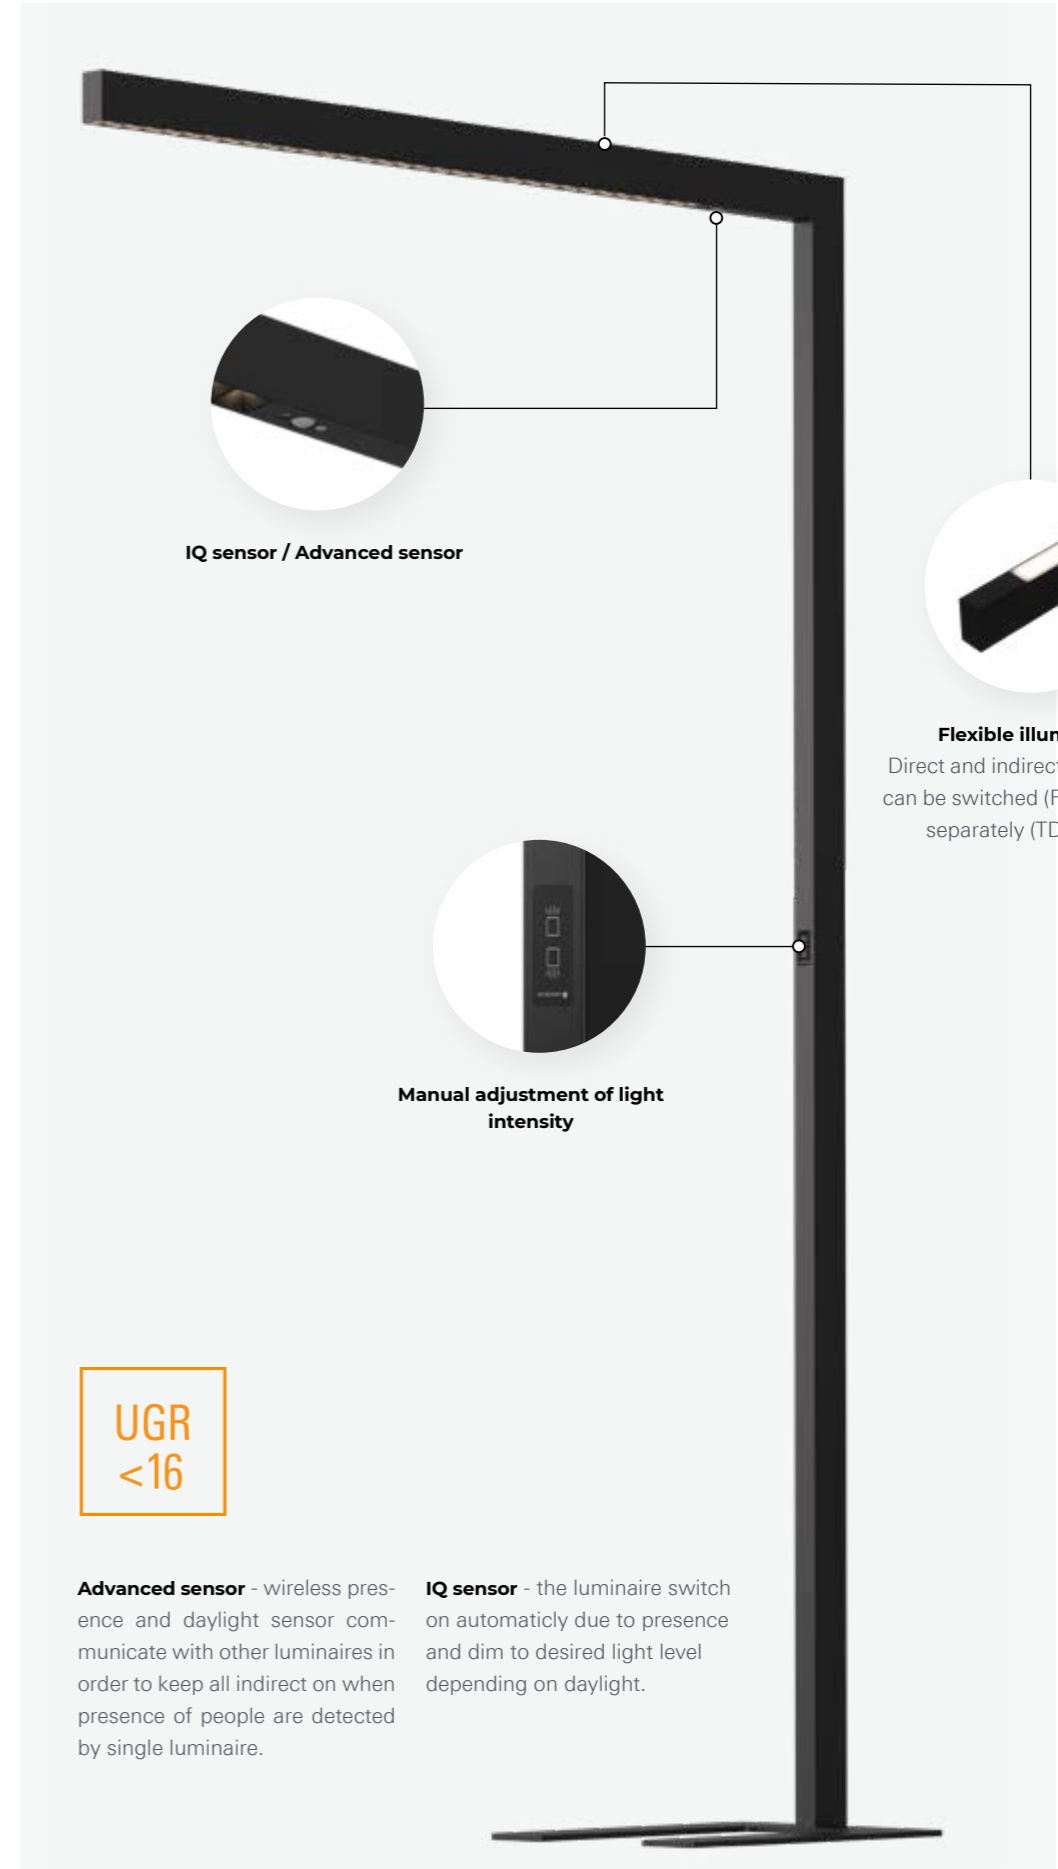 IQ sensor / Advanced sensor
Flexible illum
Direct and indirect
can be switched (F
separately (TD
Manual adjustment of light
intensity
UGR
<16
Advanced sensor - wireless pres-
ence and daylight sensor com-
municate with other luminaires in
order to keep all indirect on when
presence of people are detected
by single luminaire.
IQ sensor - the luminaire switch
on automaticly due to presence
and dim to desired light level
depending on daylight.